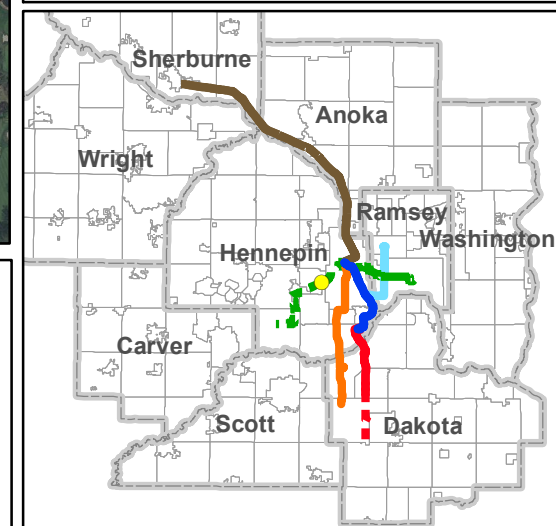 Sherburne
Anoka
Wright
Ramsey
Washington
Hennepin
Carver
Scott
Dakota